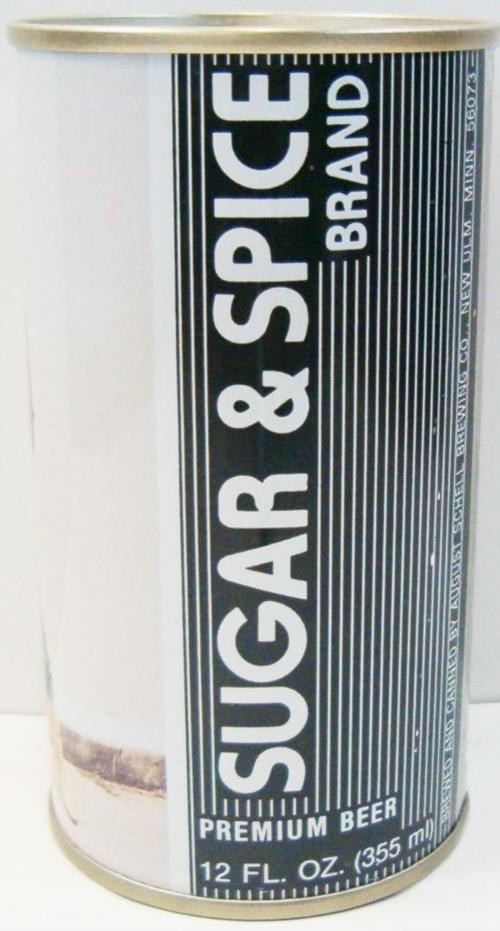 SUGAR & SPICE
BRAND
PREMIUM BEER
12 FL. OZ. (355 ml)
BREWED AND CANNED BY AUGUST SCHELL BREWING CO., NEW ULM, MINN. 56073